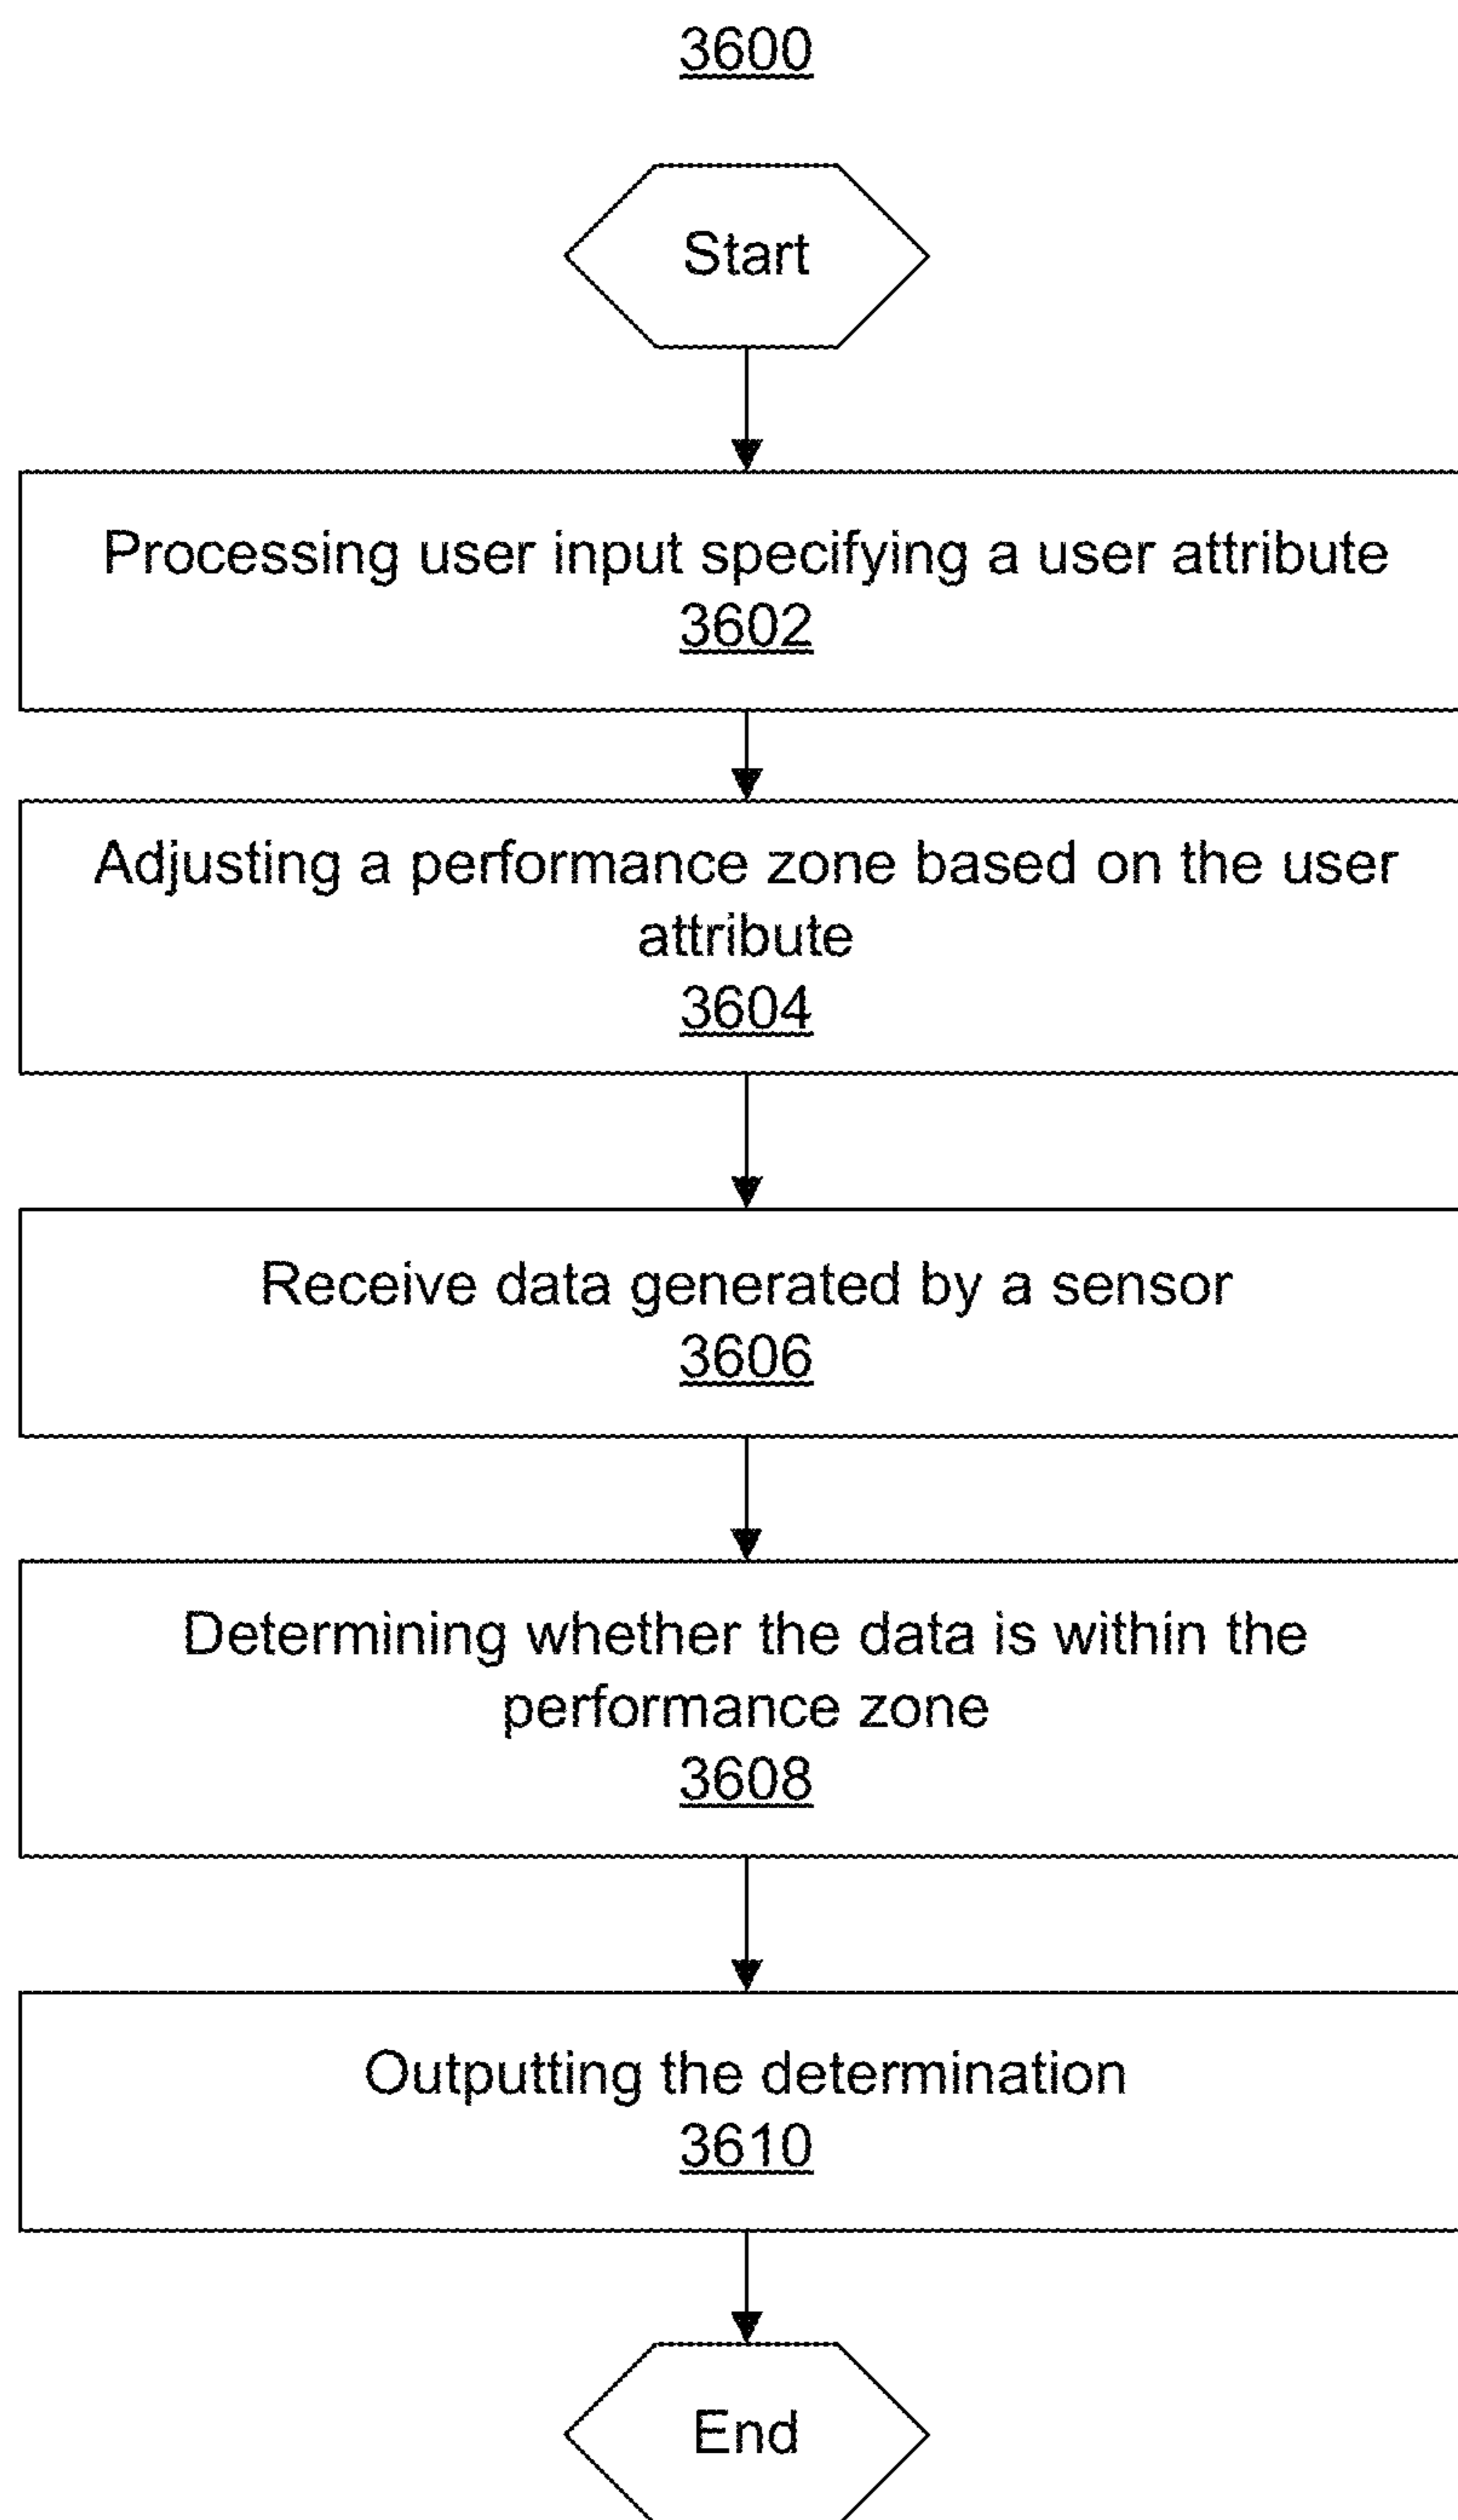 3600
Start
Processing user input specifying a user attribute
3602
Adjusting a performance zone based on the user
attribute
3604
Receive data generated by a sensor
3606
Determining whether the data is within the
performance zone
3608
Outputting the determination
3610
End